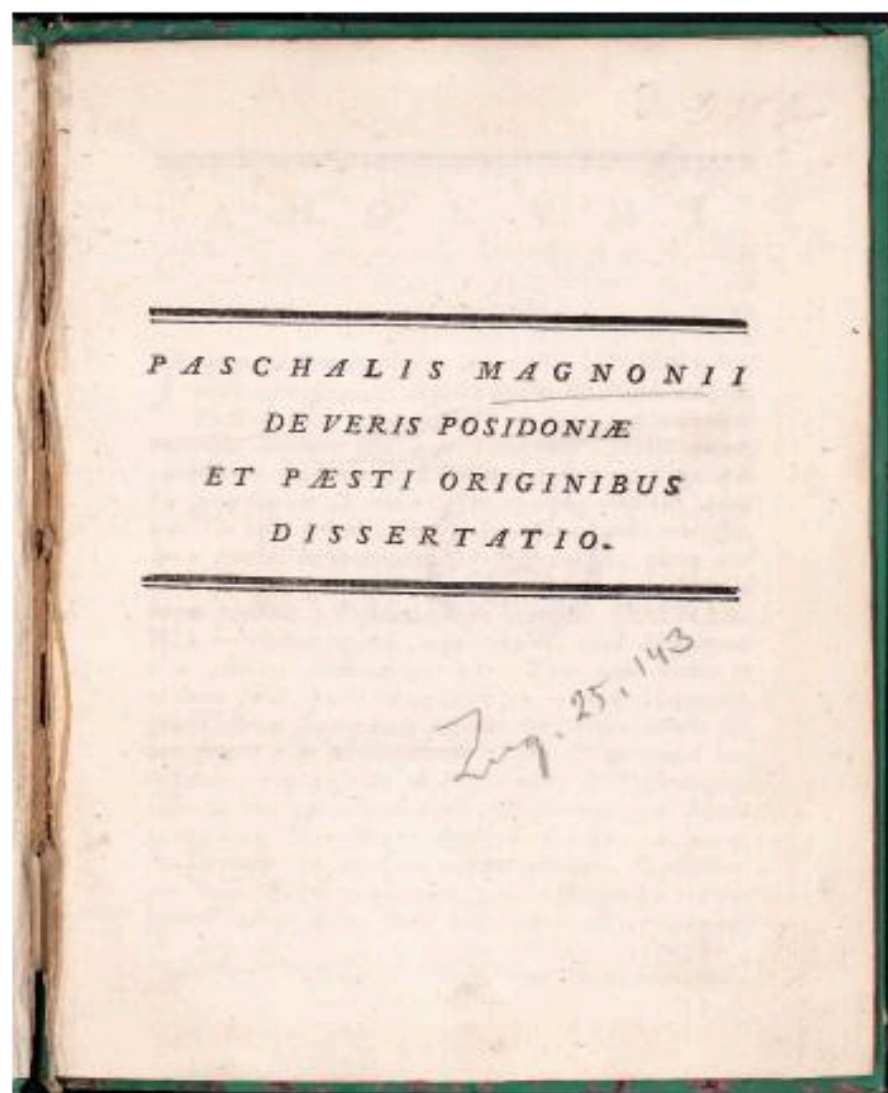 PASCHALIS MAGNONII
DE VERIS POSIDONIÆ
ET PÆSTI ORIGINIBUS
DISSERTATIO.
Zug. 25.143